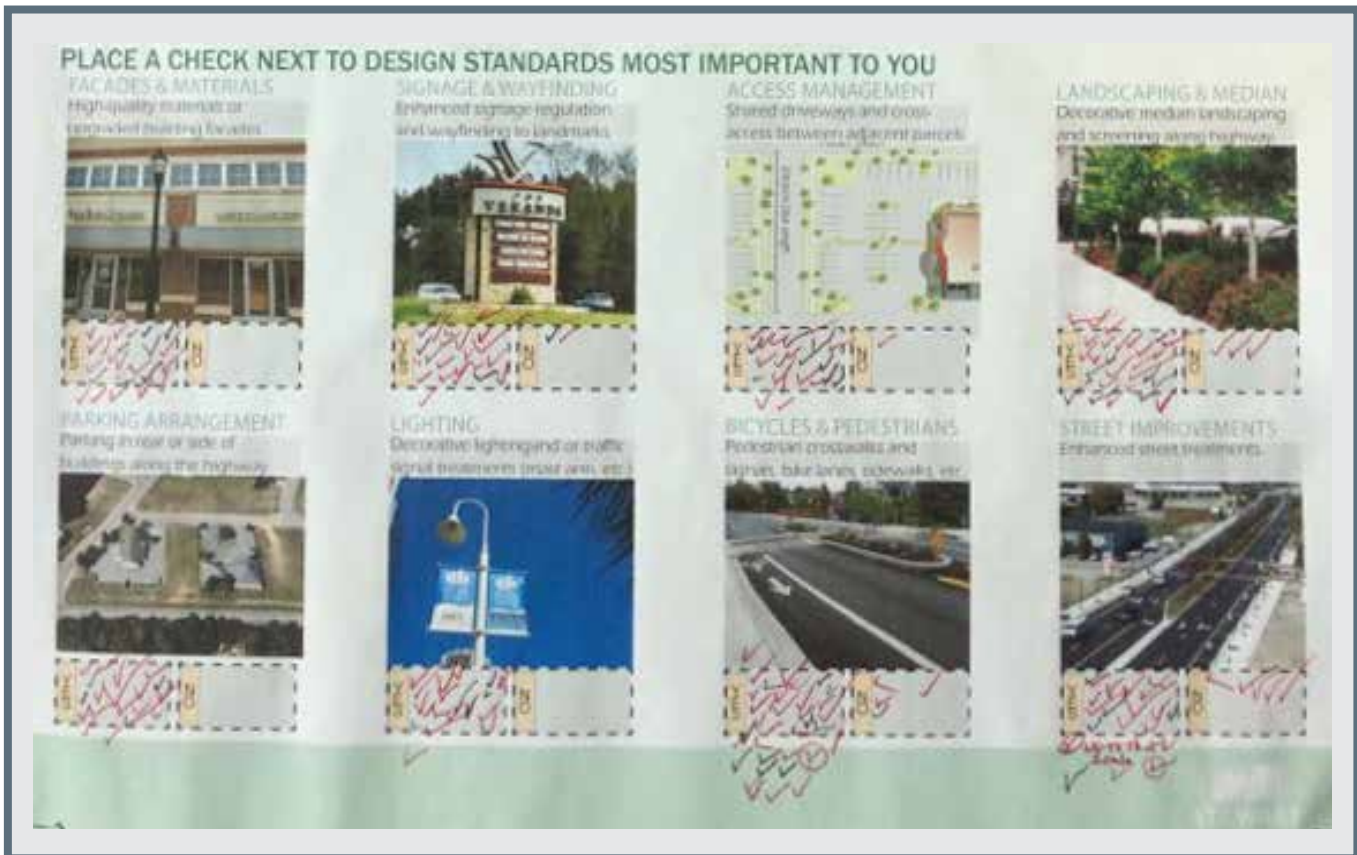 PLACE A CHECK NEXT TO DESIGN STANDARDS MOST IMPORTANT TO YOU
FACADES & MATERIALS
High-quality materials or
upgraded building facades
SIGNAGE & WAYFINDING
Enhanced signage regulation
and wayfinding to landmarks
ACCESS MANAGEMENT
Shared driveways and cross-
access between adjacent parcels
LANDSCAPING & MEDIAN
Decorative median landscaping
and screening along highway
PARKING ARRANGEMENT
Parking in rear or side of
buildings along the highway
LIGHTING
Decorative lighting and or traffic
signal treatments (mast arm, etc.)
BICYCLES & PEDESTRIANS
Pedestrian crosswalks and
signals, bike lanes, sidewalks, etc.
STREET IMPROVEMENTS
Enhanced street treatments.